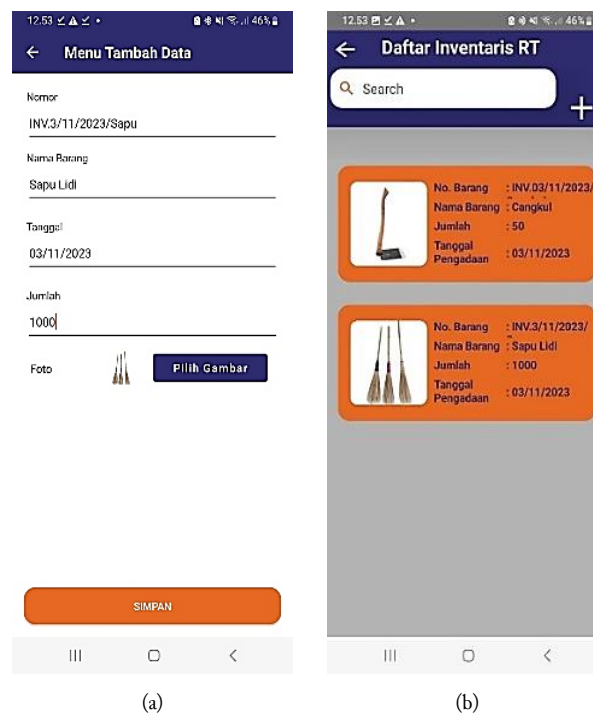 12.53
46%
Menu Tambah Data
Nomor
INV.3/11/2023/Sapu
Nama Barang
Sapu Lidi
Tanggal
03/11/2023
Jumlah
1000
Foto
Pilih Gambar
SIMPAN
(a)
12.53
46%
Daftar Inventaris RT
Search
No. Barang : INV.03/11/2023/
Nama Barang : Cangkul
Jumlah : 50
Tanggal
Pengadaan : 03/11/2023
No. Barang : INV.3/11/2023/
Nama Barang : Sapu Lidi
Jumlah : 1000
Tanggal
Pengadaan : 03/11/2023
(b)